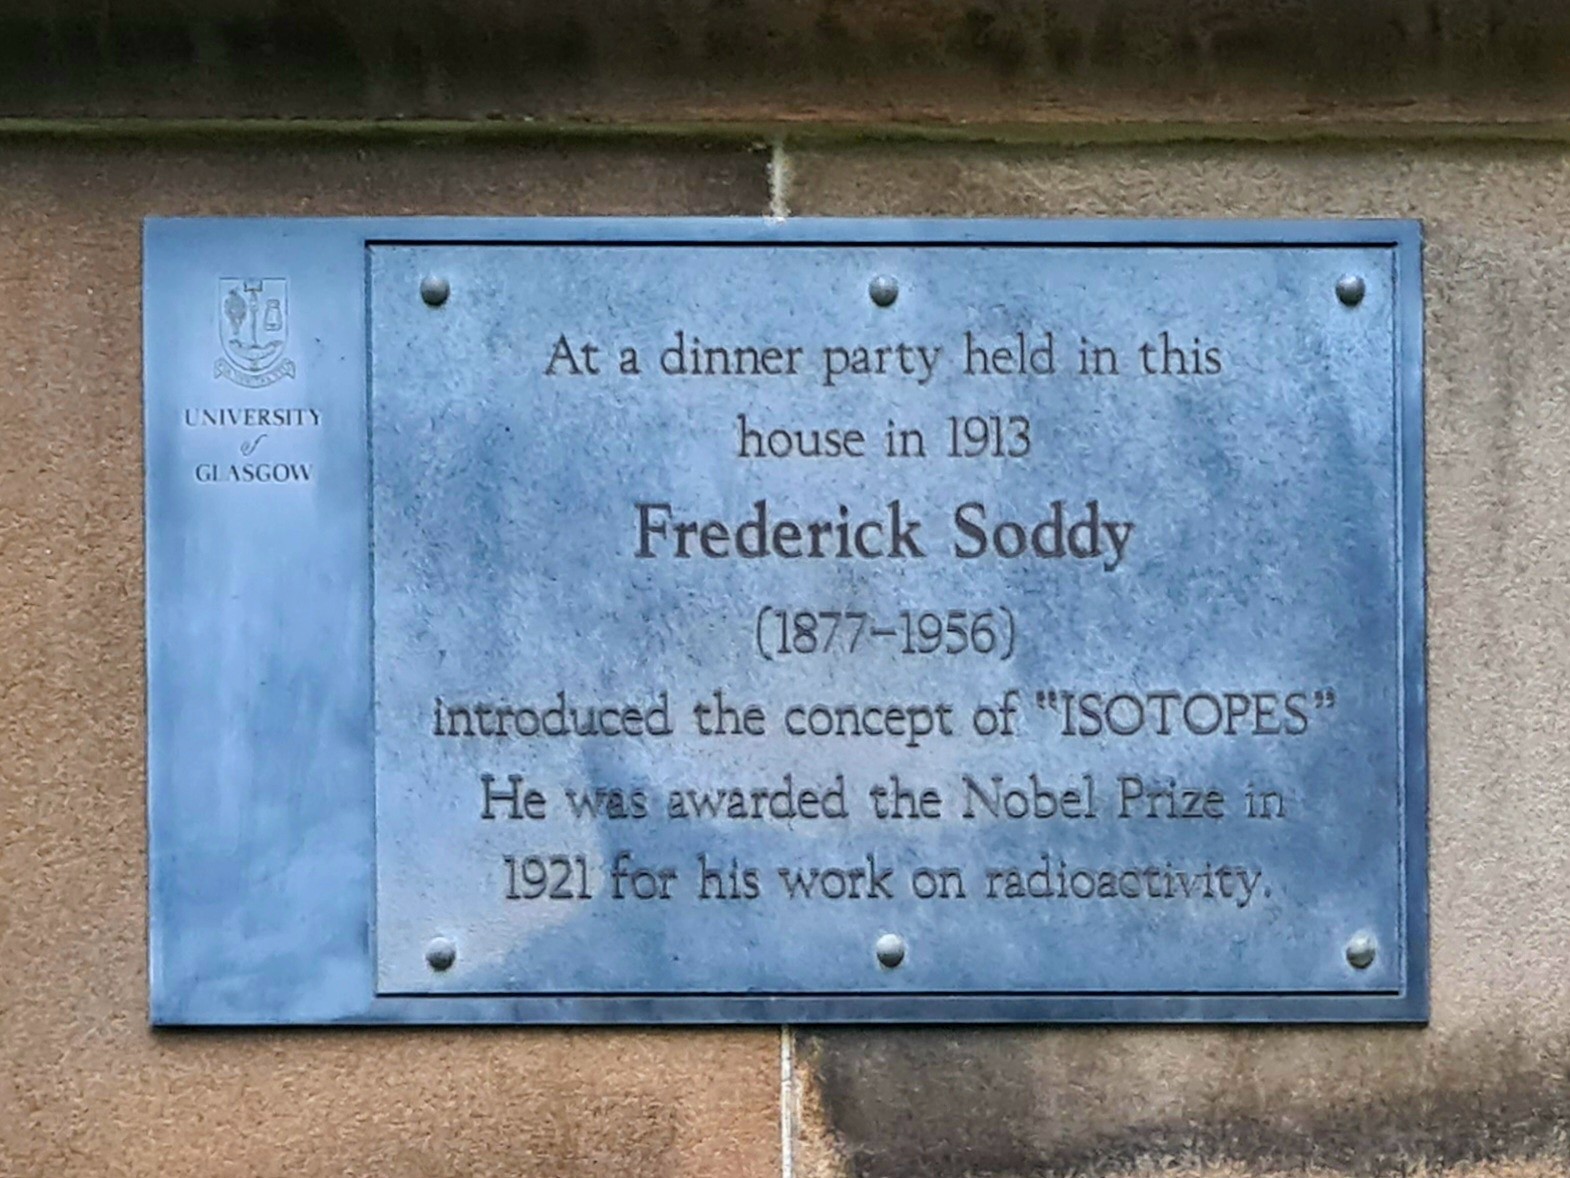 UNIVERSITY
of
GLASGOW
At a dinner party held in this
house in 1913
Frederick Soddy
(1877–1956)
introduced the concept of "ISOTOPES"
He was awarded the Nobel Prize in
1921 for his work on radioactivity.